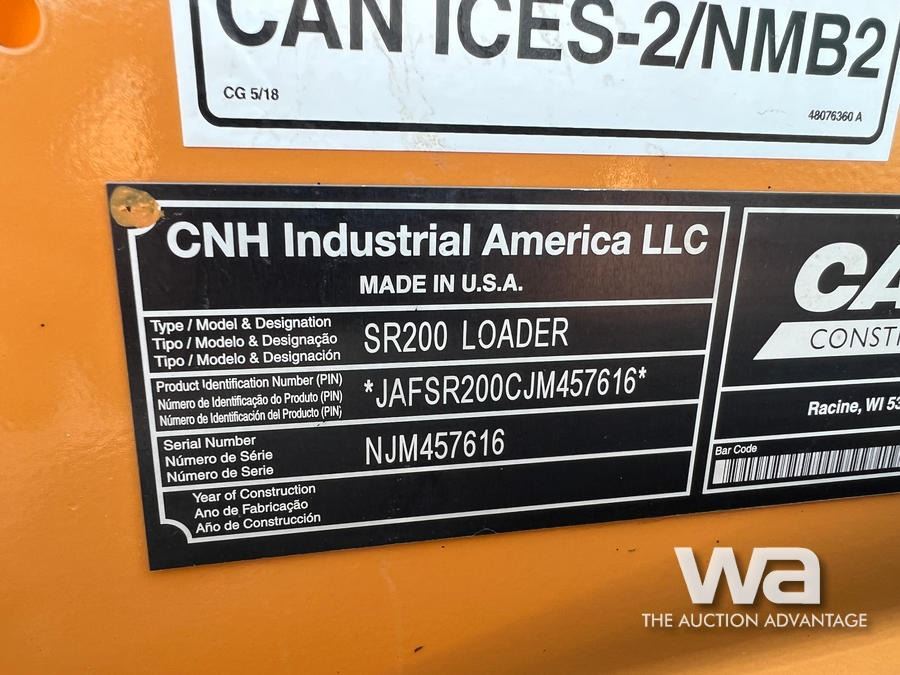 CAN ICES-2/NMB2
CG 5/18
48076360 A
CNH Industrial America LLC
MADE IN U.S.A.
Type / Model & Designation
Tipo / Modelo & Designação
Tipo / Modelo & Designación
SR200 LOADER
Product Identification Number (PIN)
Número de Identificação do Produto (PIN)
Número de Identificación del Producto (PIN)
*JAFSR200CJM457616*
Serial Number
Número de Série
Número de Serie
NJM457616
Year of Construction
Ano de Fabricação
Año de Construcción
CA
CONST
Racine, WI 53
Bar Code
wa
THE AUCTION ADVANTAGE